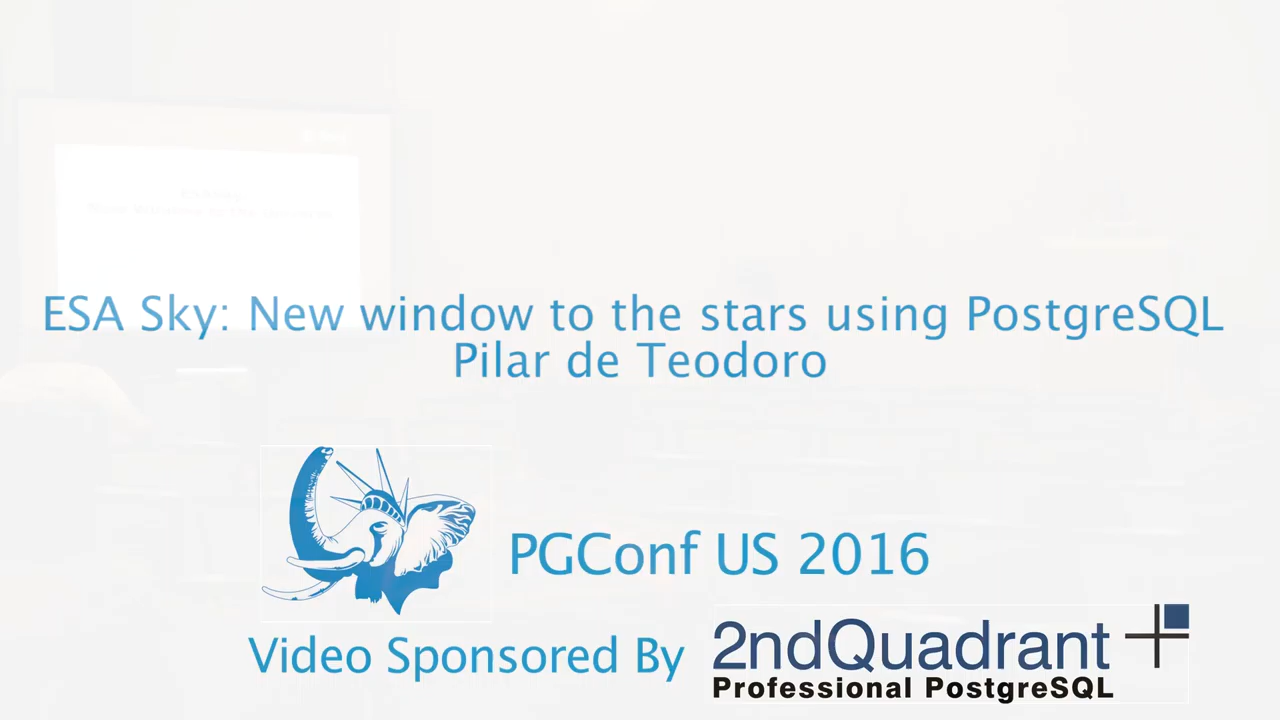 ESA Sky: New window to the stars using PostgreSQL
Pilar de Teodoro
PGConf US 2016
Video Sponsored By
2ndQuadrant
Professional PostgreSQL